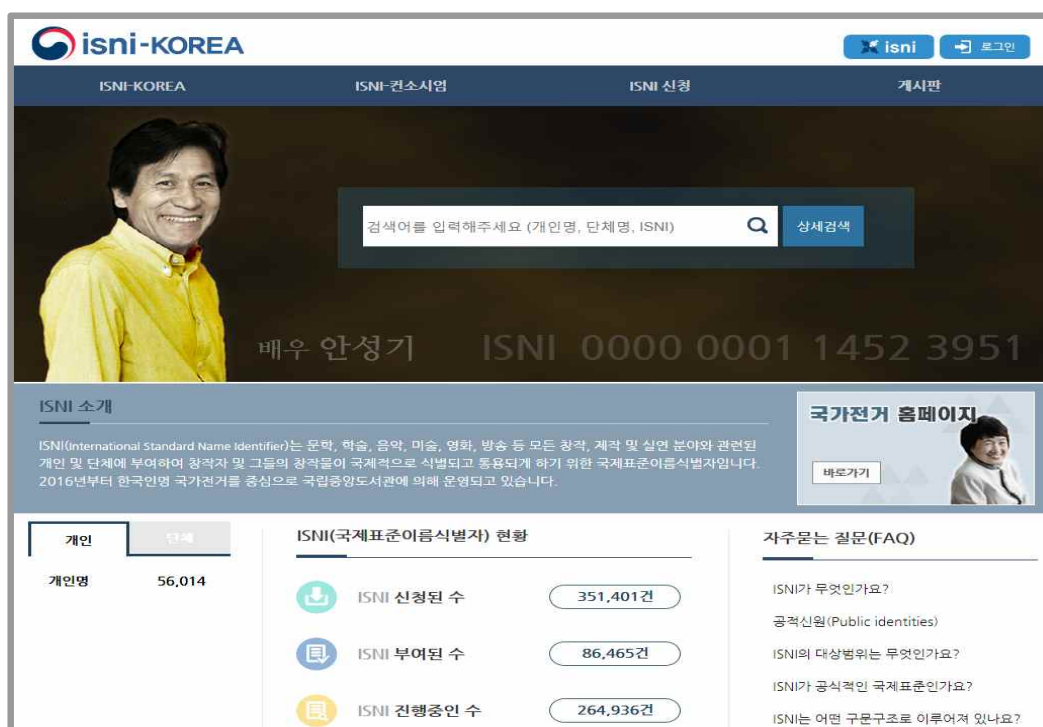 isni-KOREA
isni
로그인
ISNI-KOREA
ISNI-컨소시엄
ISNI 신청
게시판
검색어를 입력해주세요 (개인명, 단체명, ISNI)
상세검색
배우 안성기
ISNI 0000 0001 1452 3951
ISNI 소개
ISNI(International Standard Name Identifier)는 문학, 학술, 음악, 미술, 영화, 방송 등 모든 창작, 제작 및 실연 분야와 관련된
개인 및 단체에 부여하여 창작자 및 그들의 창작물이 국제적으로 식별되고 통용되게 하기 위한 국제표준이름식별자입니다.
2016년부터 한국인명 국가전거를 중심으로 국립중앙도서관에 의해 운영되고 있습니다.
국가전거 홈페이지
바로가기
개인
단체
개인명 56,014
ISNI(국제표준이름식별자) 현황
ISNI 신청된 수 351,401건
ISNI 부여된 수 86,465건
ISNI 진행중인 수 264,936건
자주묻는 질문(FAQ)
ISNI가 무엇인가요?
공적신원(Public identities)
ISNI의 대상범위는 무엇인가요?
ISNI가 공식적인 국제표준인가요?
ISNI는 어떤 구문구조로 이루어져 있나요?